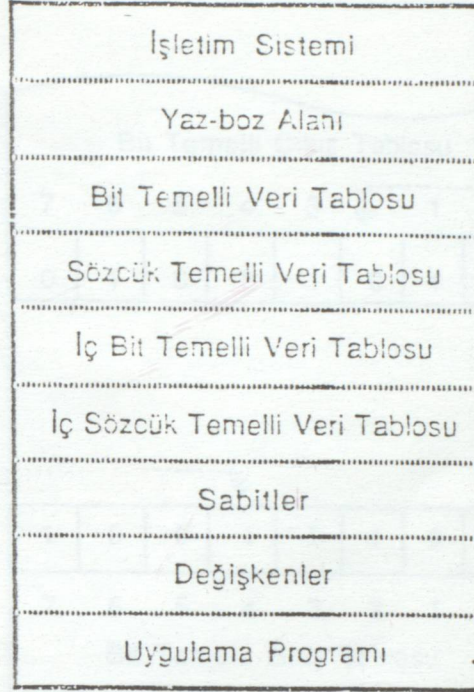 İşletim Sistemi
Yaz-boz Alanı
Bit Temelli Veri Tablosu
Sözcük Temelli Veri Tablosu
İç Bit Temelli Veri Tablosu
İç Sözcük Temelli Veri Tablosu
Sabitler
Değişkenler
Uygulama Programı